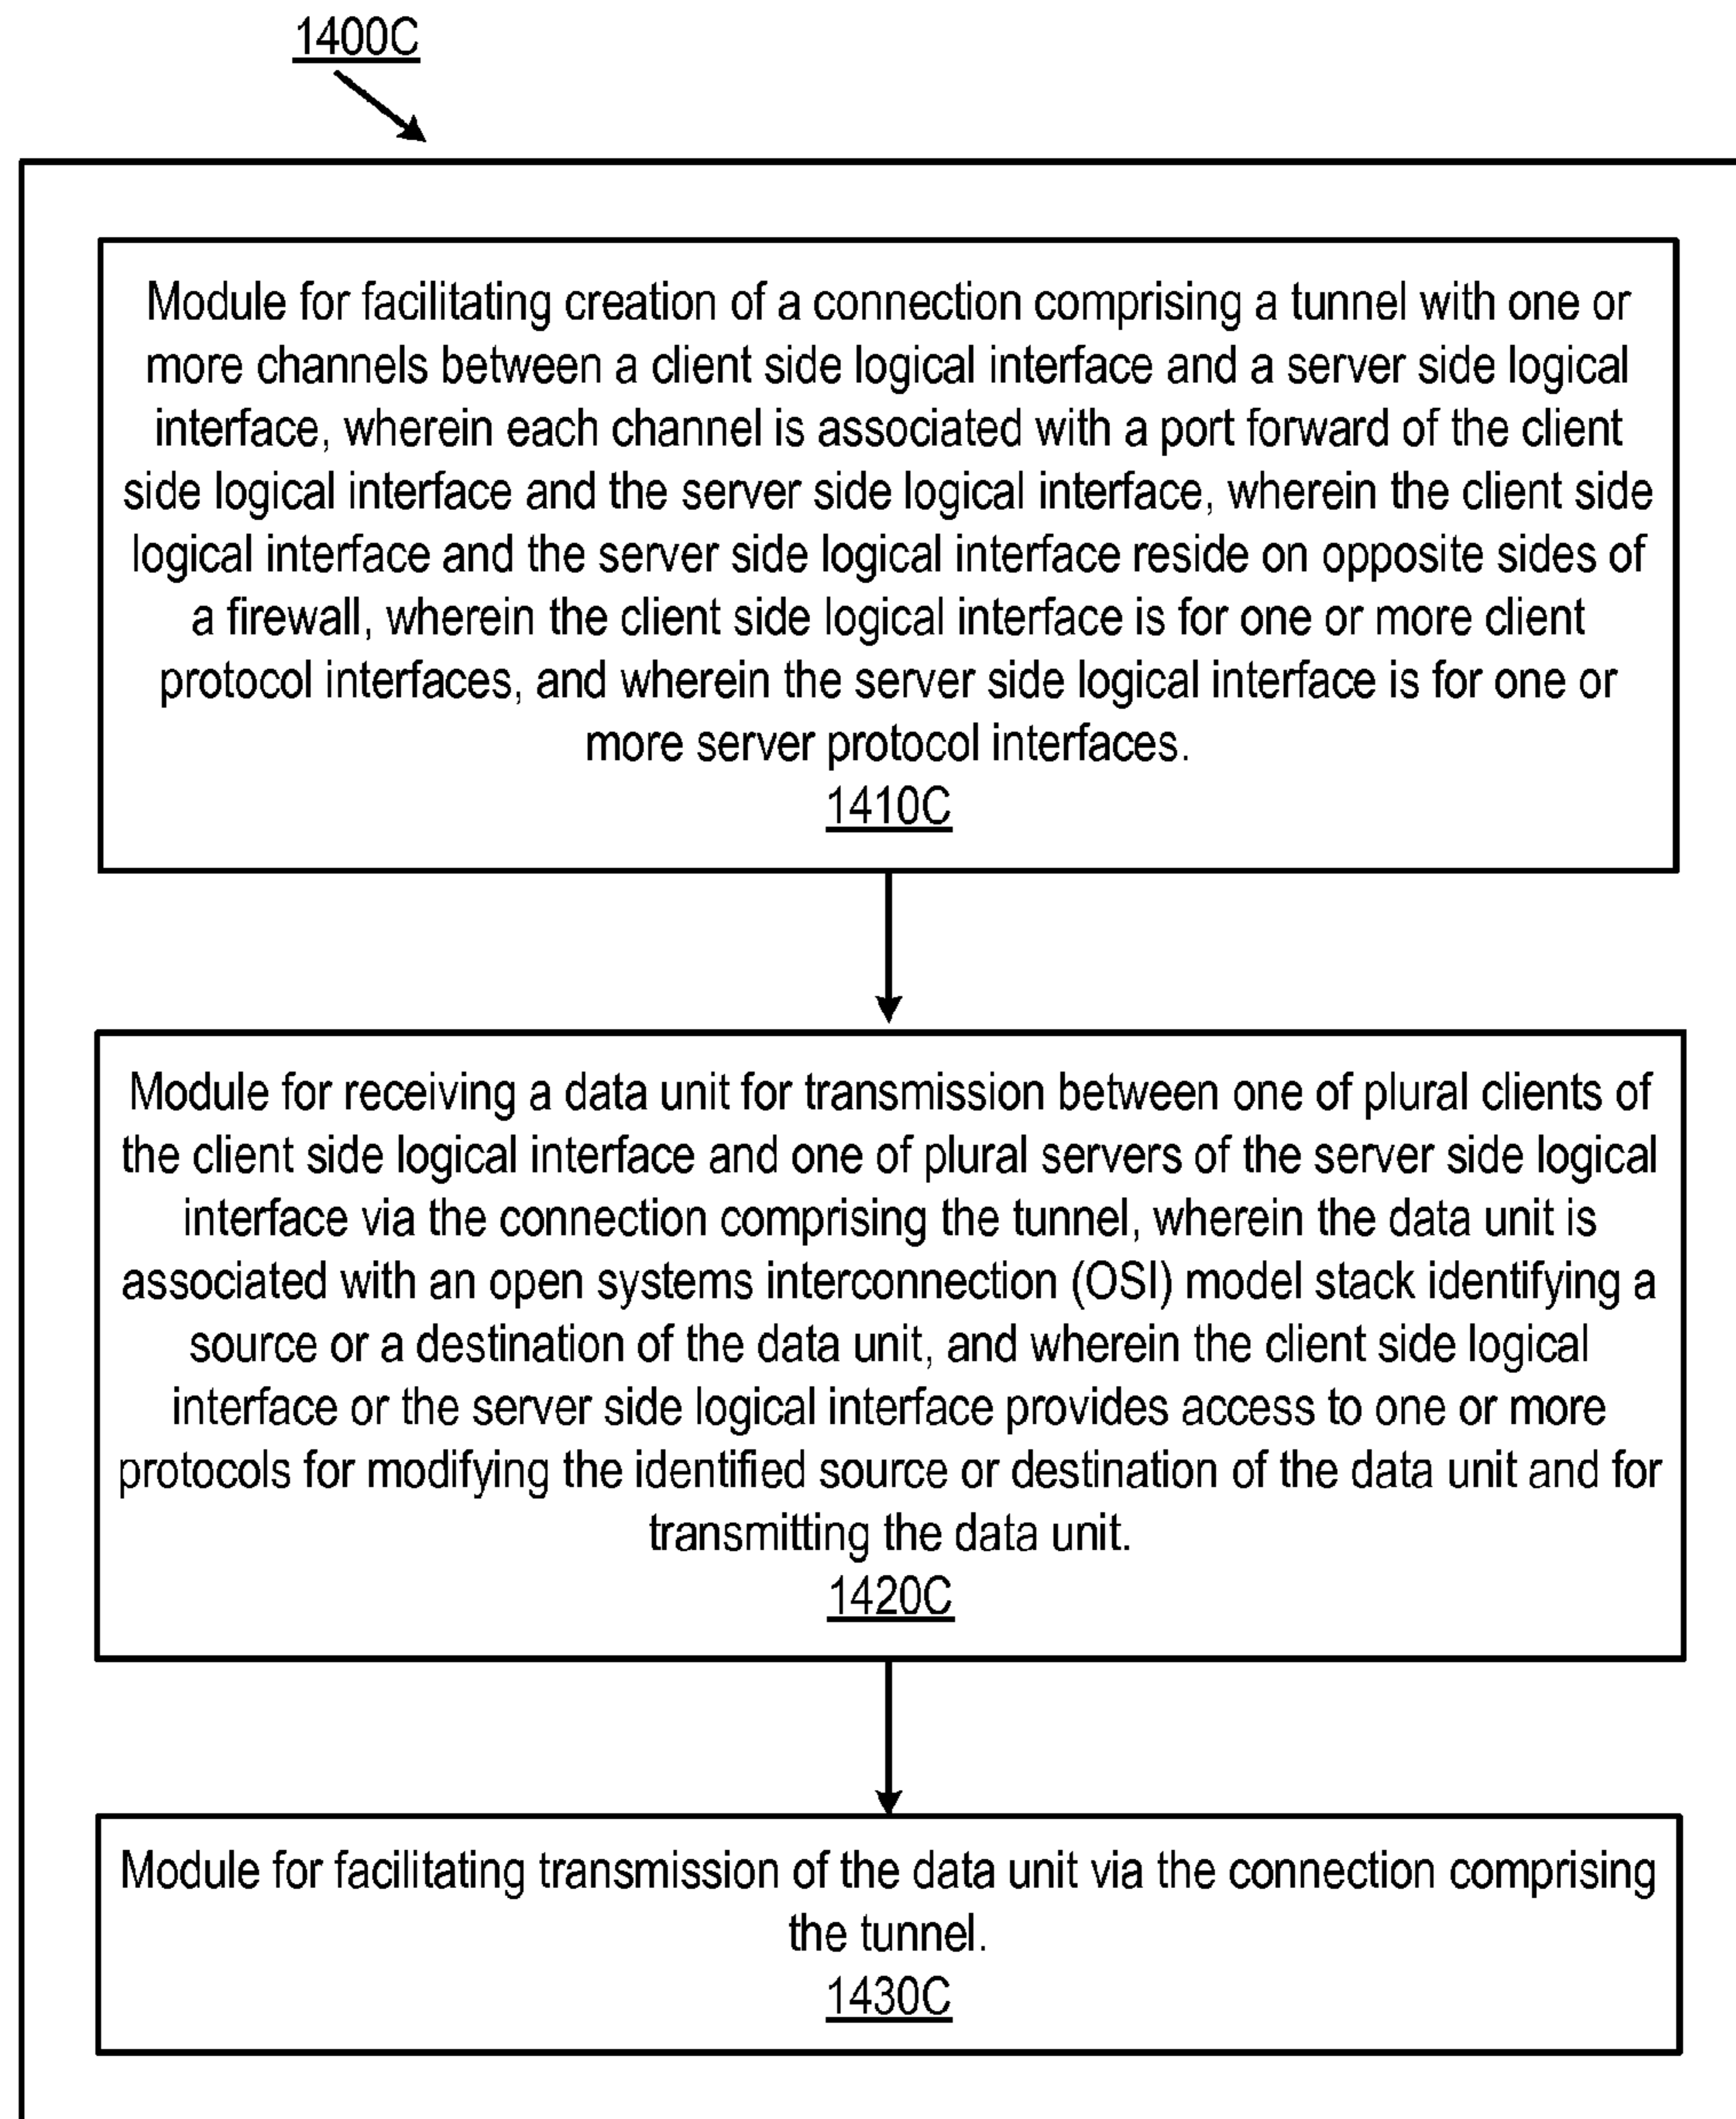 1400C
Module for facilitating creation of a connection comprising a tunnel with one or
more channels between a client side logical interface and a server side logical
interface, wherein each channel is associated with a port forward of the client
side logical interface and the server side logical interface, wherein the client side
logical interface and the server side logical interface reside on opposite sides of
a firewall, wherein the client side logical interface is for one or more client
protocol interfaces, and wherein the server side logical interface is for one or
more server protocol interfaces.
1410C
Module for receiving a data unit for transmission between one of plural clients of
the client side logical interface and one of plural servers of the server side logical
interface via the connection comprising the tunnel, wherein the data unit is
associated with an open systems interconnection (OSI) model stack identifying a
source or a destination of the data unit, and wherein the client side logical
interface or the server side logical interface provides access to one or more
protocols for modifying the identified source or destination of the data unit and for
transmitting the data unit.
1420C
Module for facilitating transmission of the data unit via the connection comprising
the tunnel.
1430C